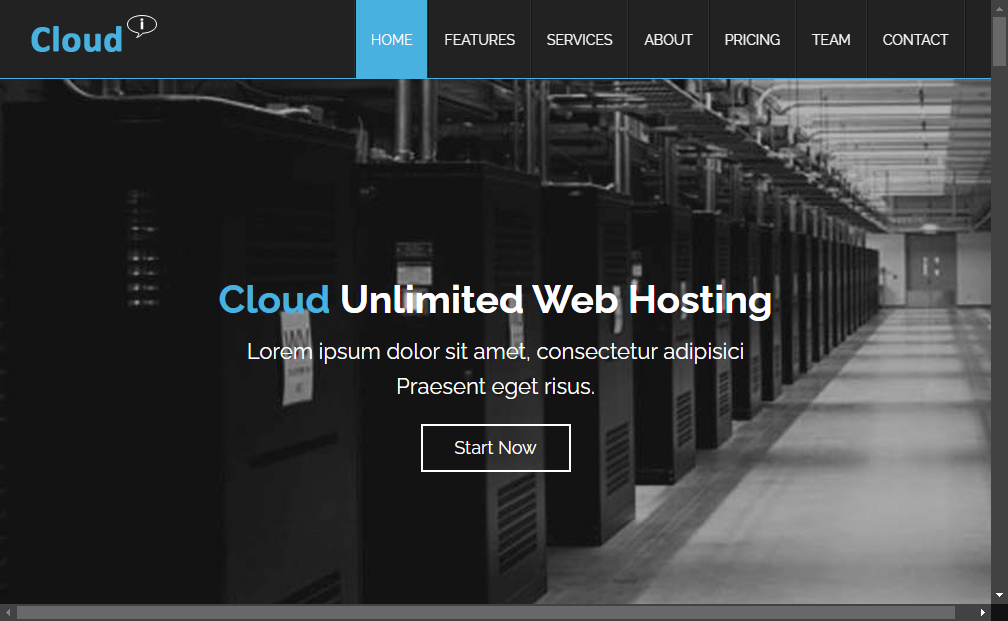 Cloud i
HOME FEATURES SERVICES ABOUT PRICING TEAM CONTACT
Cloud Unlimited Web Hosting
Lorem ipsum dolor sit amet, consectetur adipisici
Praesent eget risus.
Start Now